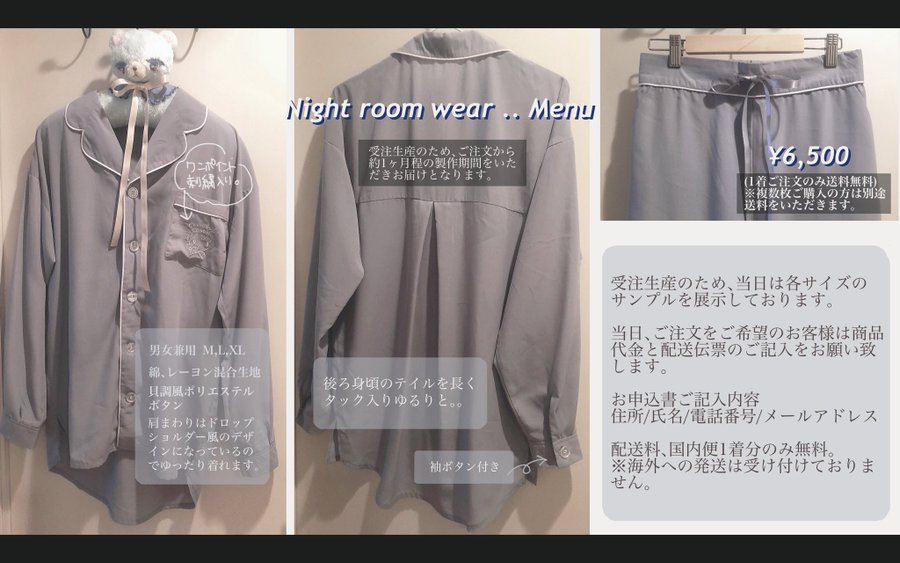 Night room wear .. Menu
ワンポイント
刺繍入り。
男女兼用 M,L,XL
綿、レーヨン混合生地
貝調風ポリエステル
ボタン
肩まわりはドロップ
ショルダー風のデザ
インになっているの
でゆったり着れます。
受注生産のため、ご注文から
約1ヶ月程の製作期間をいた
だきお届けとなります。
後ろ身頃のテイルを長く
タック入りゆるりと。。
袖ボタン付き
¥6,500
(1着ご注文のみ送料無料)
※複数枚ご購入の方は別途
送料をいただきます。
受注生産のため、当日は各サイズの
サンプルを展示しております。
当日、ご注文をご希望のお客様は商品
代金と配送伝票のご記入をお願い致
します。
お申込書ご記入内容
住所/氏名/電話番号/メールアドレス
配送料、国内便1着分のみ無料。
※海外への発送は受け付けておりま
せん。